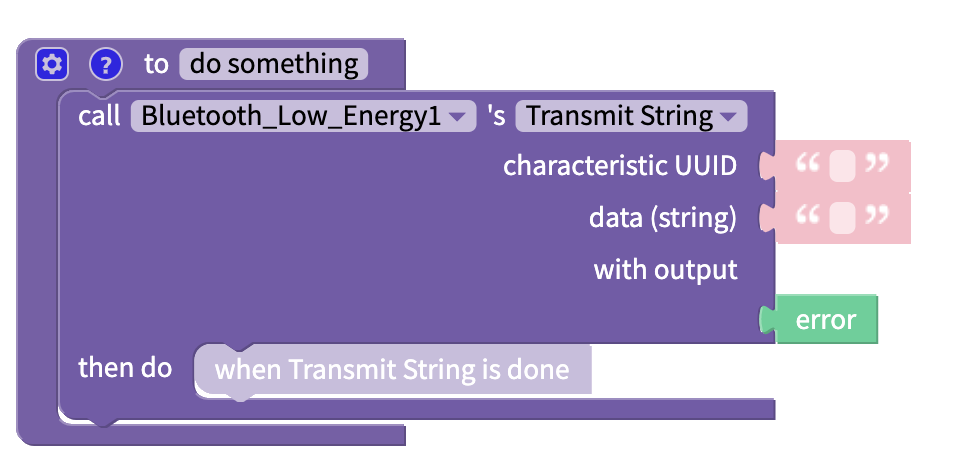 ? to do something
call Bluetooth_Low_Energy1 's Transmit String
characteristic UUID “ ”
data (string) “ ”
with output
error
then do when Transmit String is done